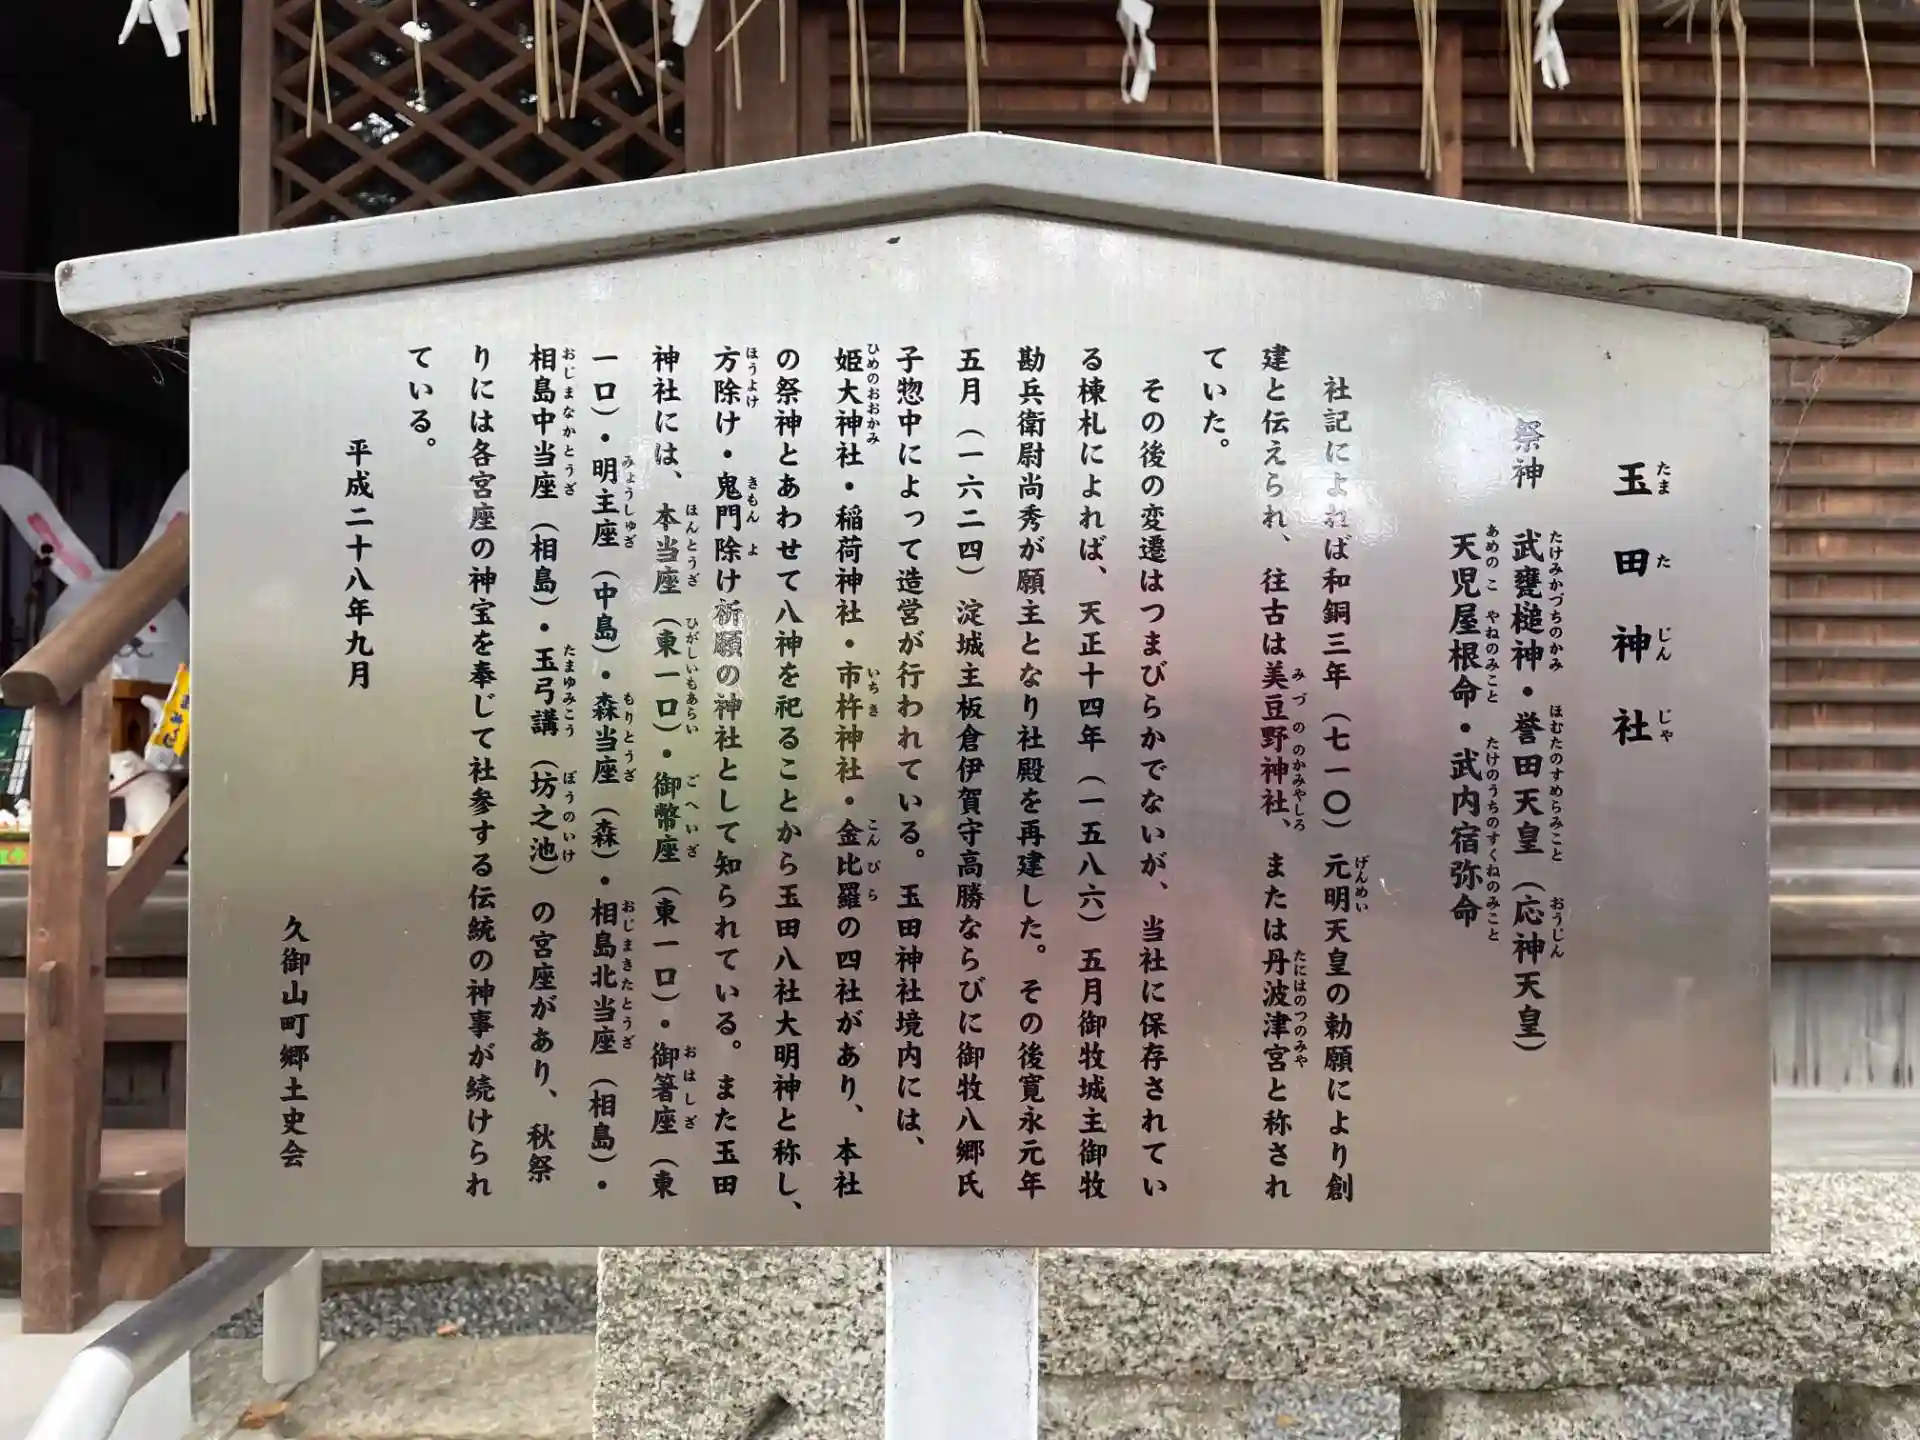 玉田神社
祭神 武甕槌神・誉田天皇（応神天皇）
天児屋根命・武内宿弥命
社記によれば和銅三年（七一〇）元明天皇の勅願により創
建と伝えられ、往古は美豆野神社、または丹波津宮と称され
ていた。
その後の変遷はつまびらかでないが、当社に保存されてい
る棟札によれば、天正十四年（一五八六）五月御牧城主御牧
勘兵衛尉尚秀が願主となり社殿を再建した。その後寛永元年
五月（一六二四）淀城主板倉伊賀守高勝ならびに御牧八郷氏
子惣中によって造営が行われている。玉田神社境内には、
姫大神社・稲荷神社・市杵神社・金比羅の四社があり、本社
の祭神とあわせて八神を祀ることから玉田八社大明神と称し、
方除け・鬼門除け祈願の神社として知られている。また玉田
神社には、本当座（東一口）・御幣座（東一口）・御箸座（東
一口）・明主座（中島）・森当座（森）・相島北当座（相島）・
相島中当座（相島）・玉弓講（坊之池）の宮座があり、秋祭
りには各宮座の神宝を奉じて社参する伝統の神事が続けられ
ている。
平成二十八年九月
久御山町郷土史会